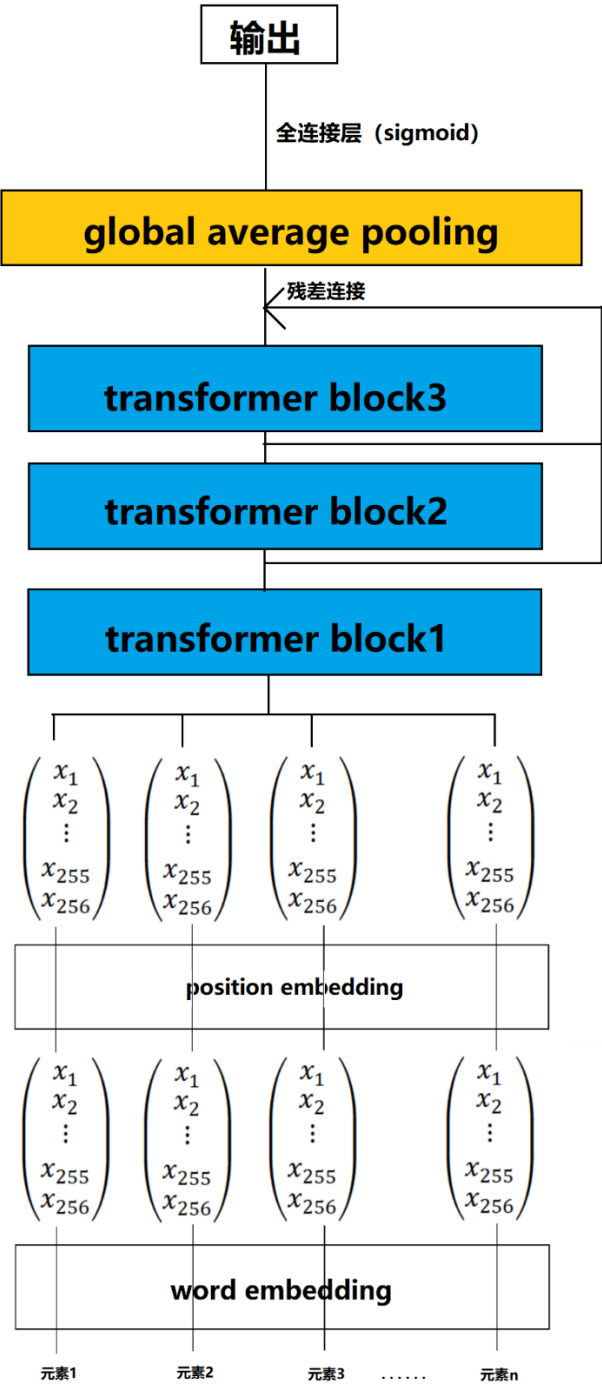 输出
全连接层（sigmoid）
global average pooling
残差连接
transformer block3
transformer block2
transformer block1
x₁ x₁ x₁ x₁
x₂ x₂ x₂ x₂
⋮ ⋮ ⋮ ⋮
x₂₅₅ x₂₅₅ x₂₅₅ x₂₅₅
x₂₅₆ x₂₅₆ x₂₅₆ x₂₅₆
position embedding
x₁ x₁ x₁ x₁
x₂ x₂ x₂ x₂
⋮ ⋮ ⋮ ⋮
x₂₅₅ x₂₅₅ x₂₅₅ x₂₅₅
x₂₅₆ x₂₅₆ x₂₅₆ x₂₅₆
word embedding
元素1 元素2 元素3 ...... 元素n